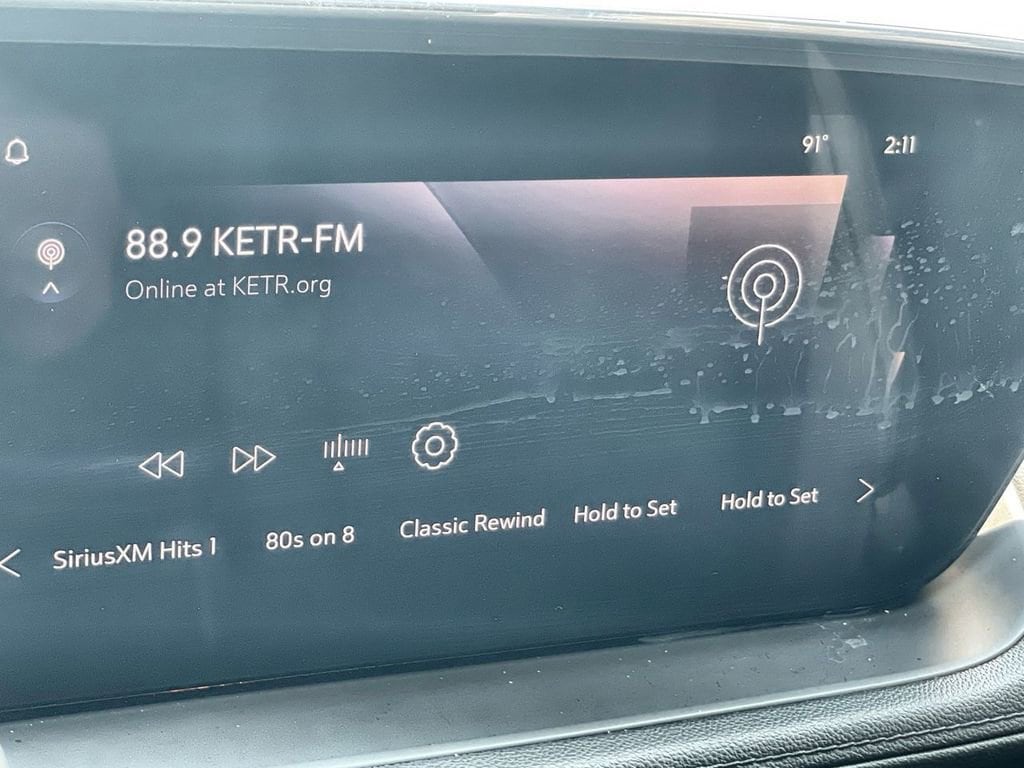 91° 2:11
88.9 KETR-FM
Online at KETR.org
SiriusXM Hits 1 80s on 8 Classic Rewind Hold to Set Hold to Set